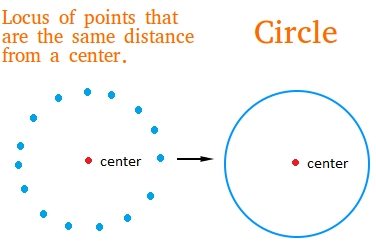 Locus of points that
are the same distance
from a center.
Circle
center
center